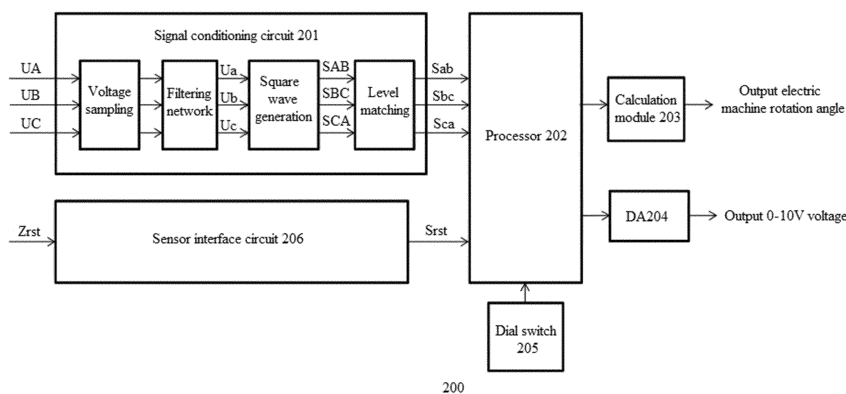 Signal conditioning circuit 201
UA
UB
UC
Voltage
sampling
Filtering
network
Ua
Ub
Uc
Square
wave
generation
SAB
SBC
SCA
Level
matching
Sab
Sbc
Sca
Processor 202
Calculation
module 203
Output electric
machine rotation angle
DA204
Output 0-10V voltage
Zrst
Sensor interface circuit 206
Srst
Dial switch
205
200